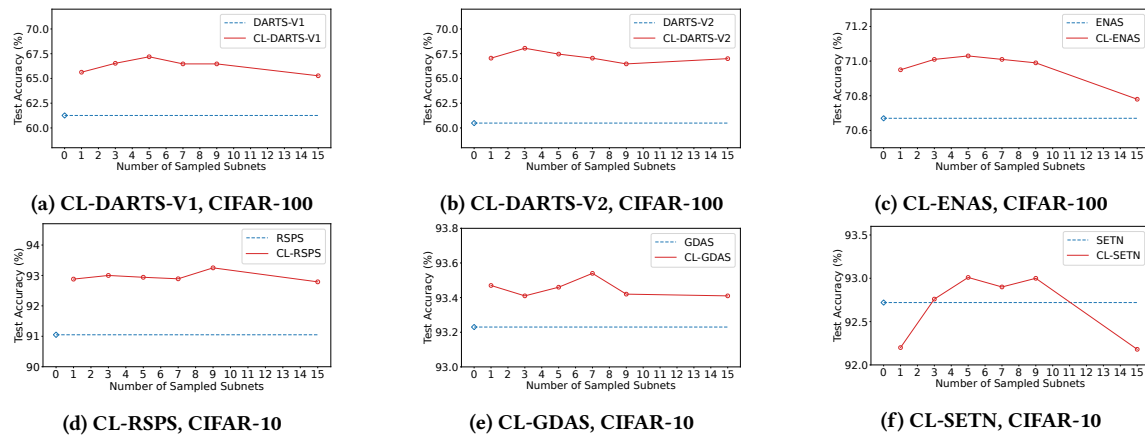 70.0
67.5
65.0
62.5
60.0
Test Accuracy (%)
DARTS-V1
CL-DARTS-V1
0 1 2 3 4 5 6 7 8 9 10 11 12 13 14 15
Number of Sampled Subnets
(a) CL-DARTS-V1, CIFAR-100
70.0
67.5
65.0
62.5
60.0
Test Accuracy (%)
DARTS-V2
CL-DARTS-V2
0 1 2 3 4 5 6 7 8 9 10 11 12 13 14 15
Number of Sampled Subnets
(b) CL-DARTS-V2, CIFAR-100
71.2
71.0
70.8
70.6
Test Accuracy (%)
ENAS
CL-ENAS
0 1 2 3 4 5 6 7 8 9 10 11 12 13 14 15
Number of Sampled Subnets
(c) CL-ENAS, CIFAR-100
94
93
92
91
90
Test Accuracy (%)
RSPS
CL-RSPS
0 1 2 3 4 5 6 7 8 9 10 11 12 13 14 15
Number of Sampled Subnets
(d) CL-RSPS, CIFAR-10
93.8
93.6
93.4
93.2
93.0
Test Accuracy (%)
GDAS
CL-GDAS
0 1 2 3 4 5 6 7 8 9 10 11 12 13 14 15
Number of Sampled Subnets
(e) CL-GDAS, CIFAR-10
93.5
93.0
92.5
92.0
Test Accuracy (%)
SETN
CL-SETN
0 1 2 3 4 5 6 7 8 9 10 11 12 13 14 15
Number of Sampled Subnets
(f) CL-SETN, CIFAR-10